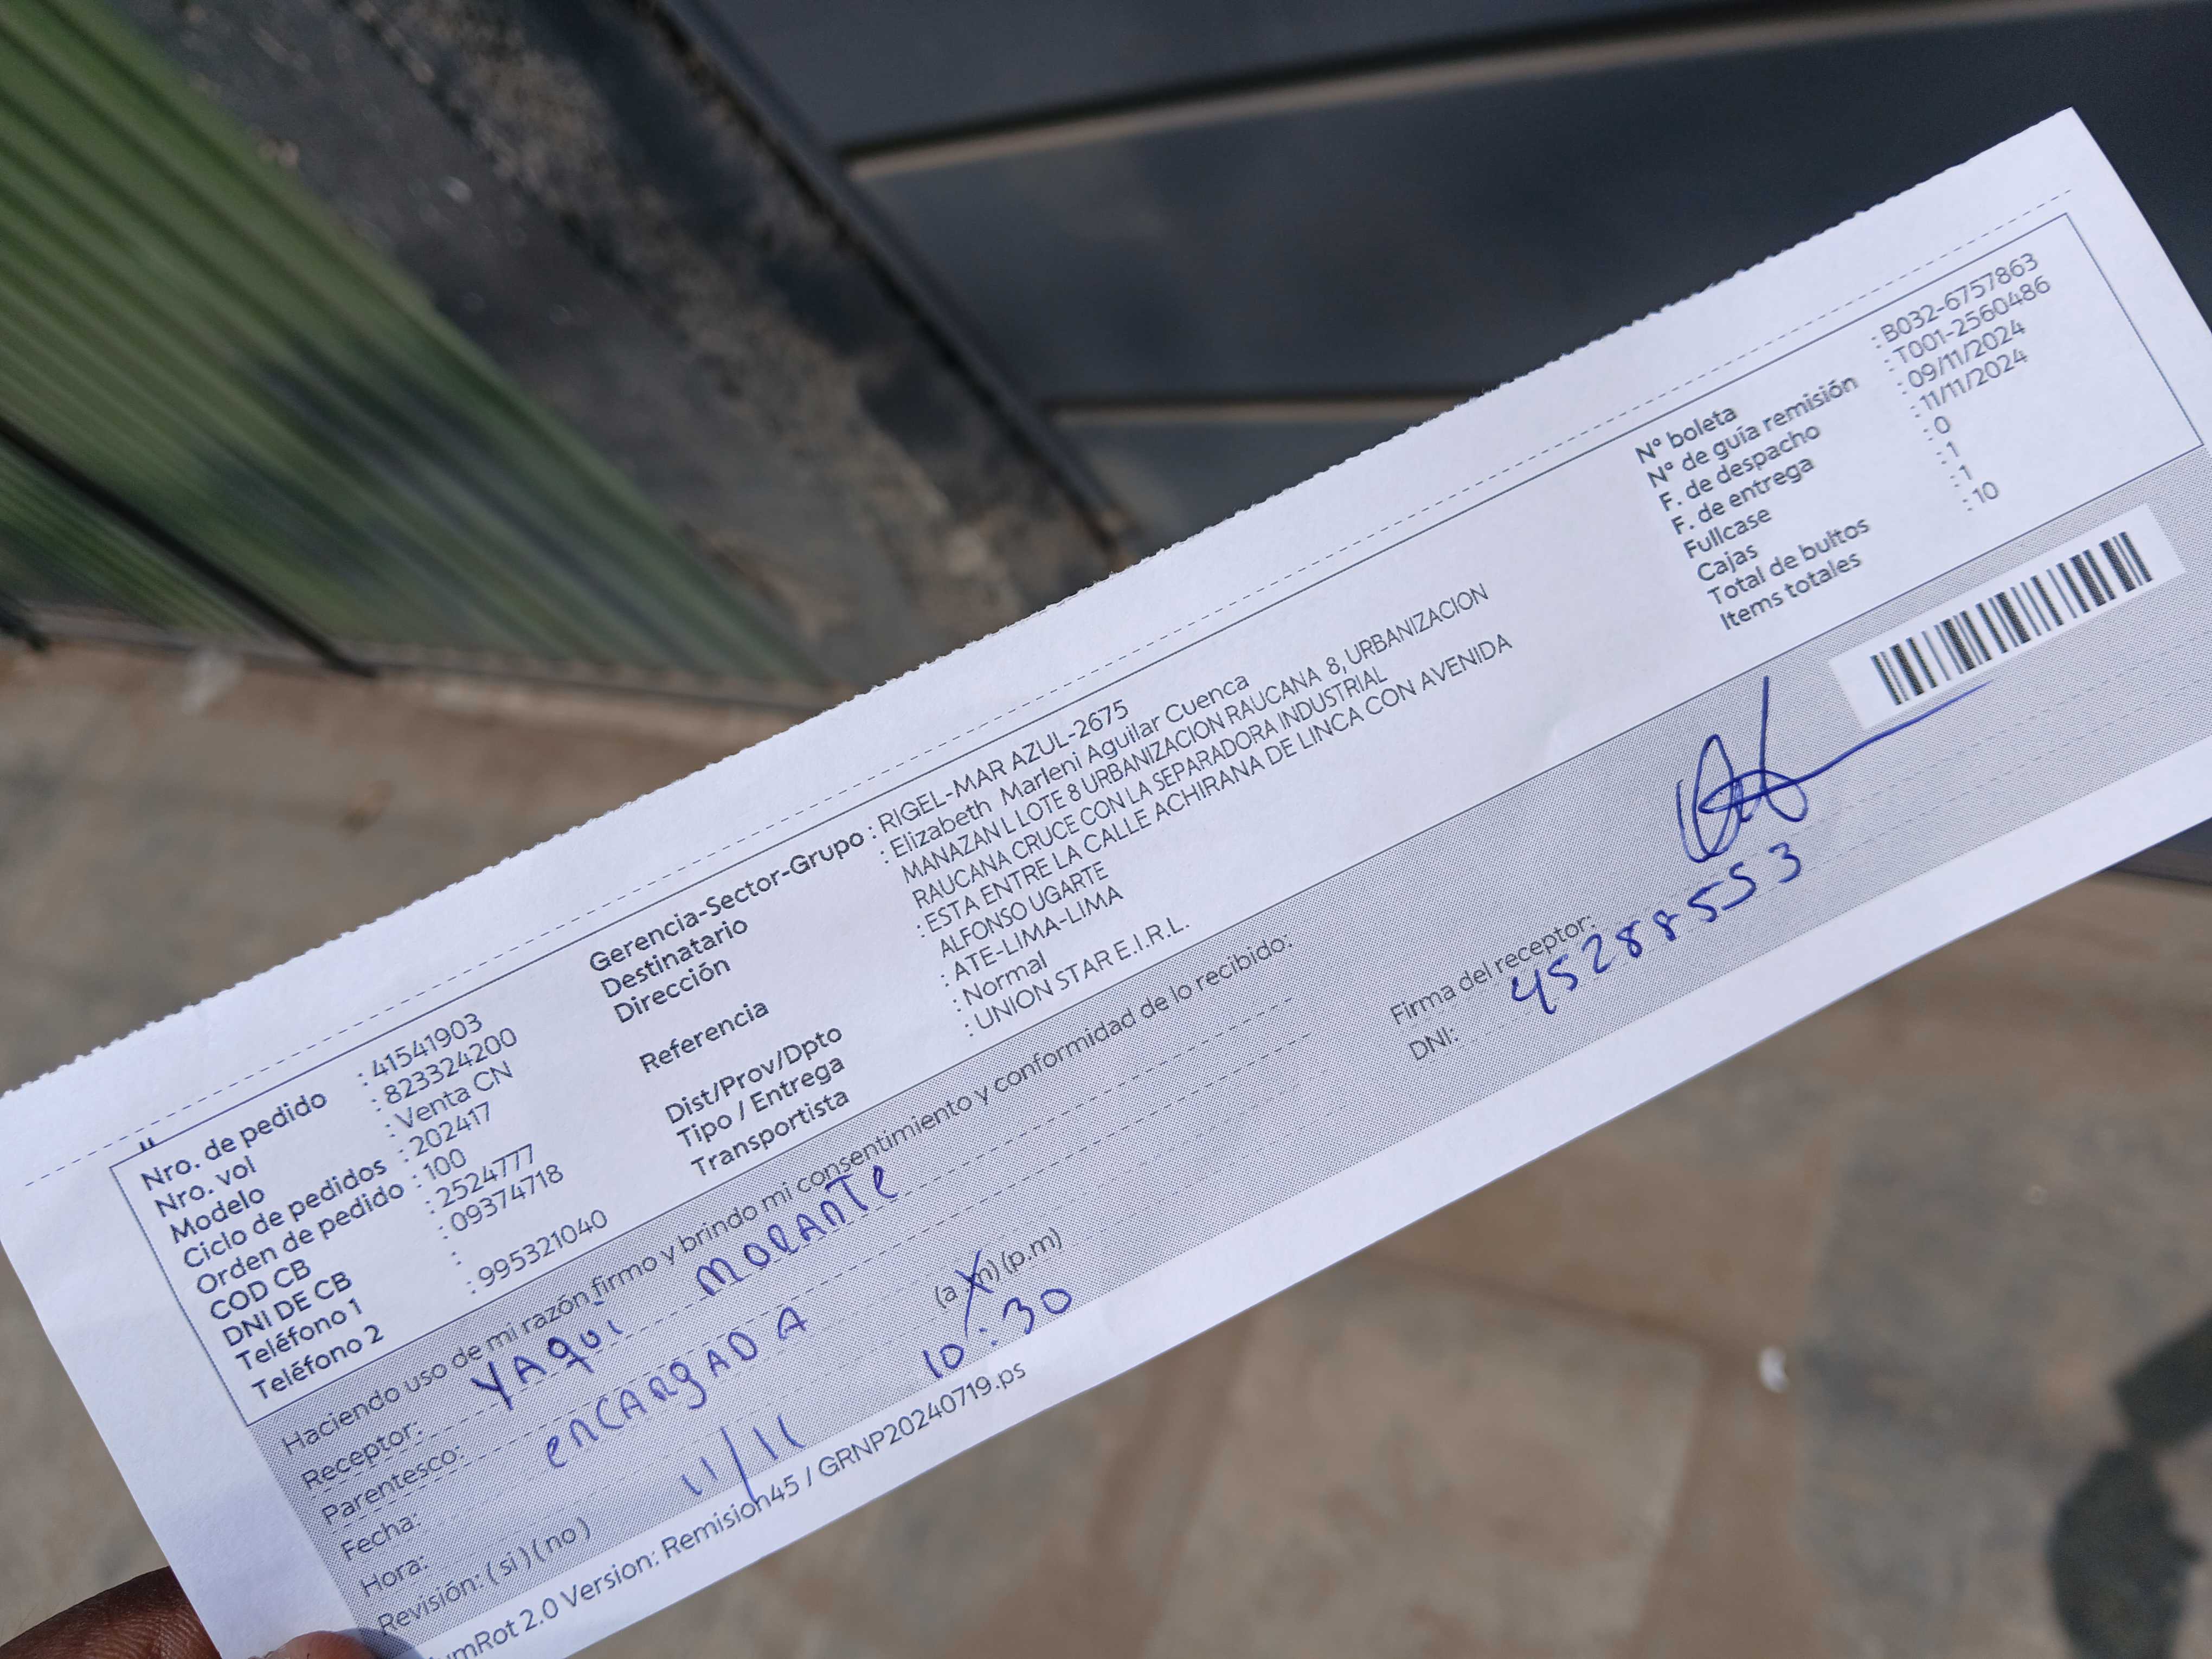 Nro. de pedido : 41541903
Nro. vol : 823324200
Modelo : Venta CN
Ciclo de pedidos : 202417
Orden de pedido : 100
COD CB : 2524777
DNI DE CB : 09374718
Teléfono 1 :
Teléfono 2 : 995321040
Gerencia-Sector-Grupo : RIGEL-MAR AZUL-2675
Destinatario : Elizabeth Marleni Aguilar Cuenca
Dirección MANAZAN L LOTE 8 URBANIZACION RAUCANA 8, URBANIZACION
RAUCANA CRUCE CON LA SEPARADORA INDUSTRIAL
Referencia : ESTA ENTRE LA CALLE ACHIRANA DE LINCA CON AVENIDA
ALFONSO UGARTE
Dist/Prov/Dpto : ATE-LIMA-LIMA
Tipo / Entrega : Normal
Transportista : UNION STAR E.I.R.L.
N° boleta : B032-6757863
N° de guía remisión : T001-2560486
F. de despacho : 09/11/2024
F. de entrega : 11/11/2024
Fullcase : 0
Cajas : 1
Total de bultos : 1
Items totales : 10
Haciendo uso de mi razón firmo y brindo mi consentimiento y conformidad de lo recibido:
Receptor: YAqui MORANTe
Parentesco: eNCARgADA
Fecha: 11/11
Hora: 10:30 (a.m) (p.m)
Revisión: ( si ) ( no )
Firma del receptor:
DNI: 45288553
mRot 2.0 Version: Remision45 / GRNP20240719.ps